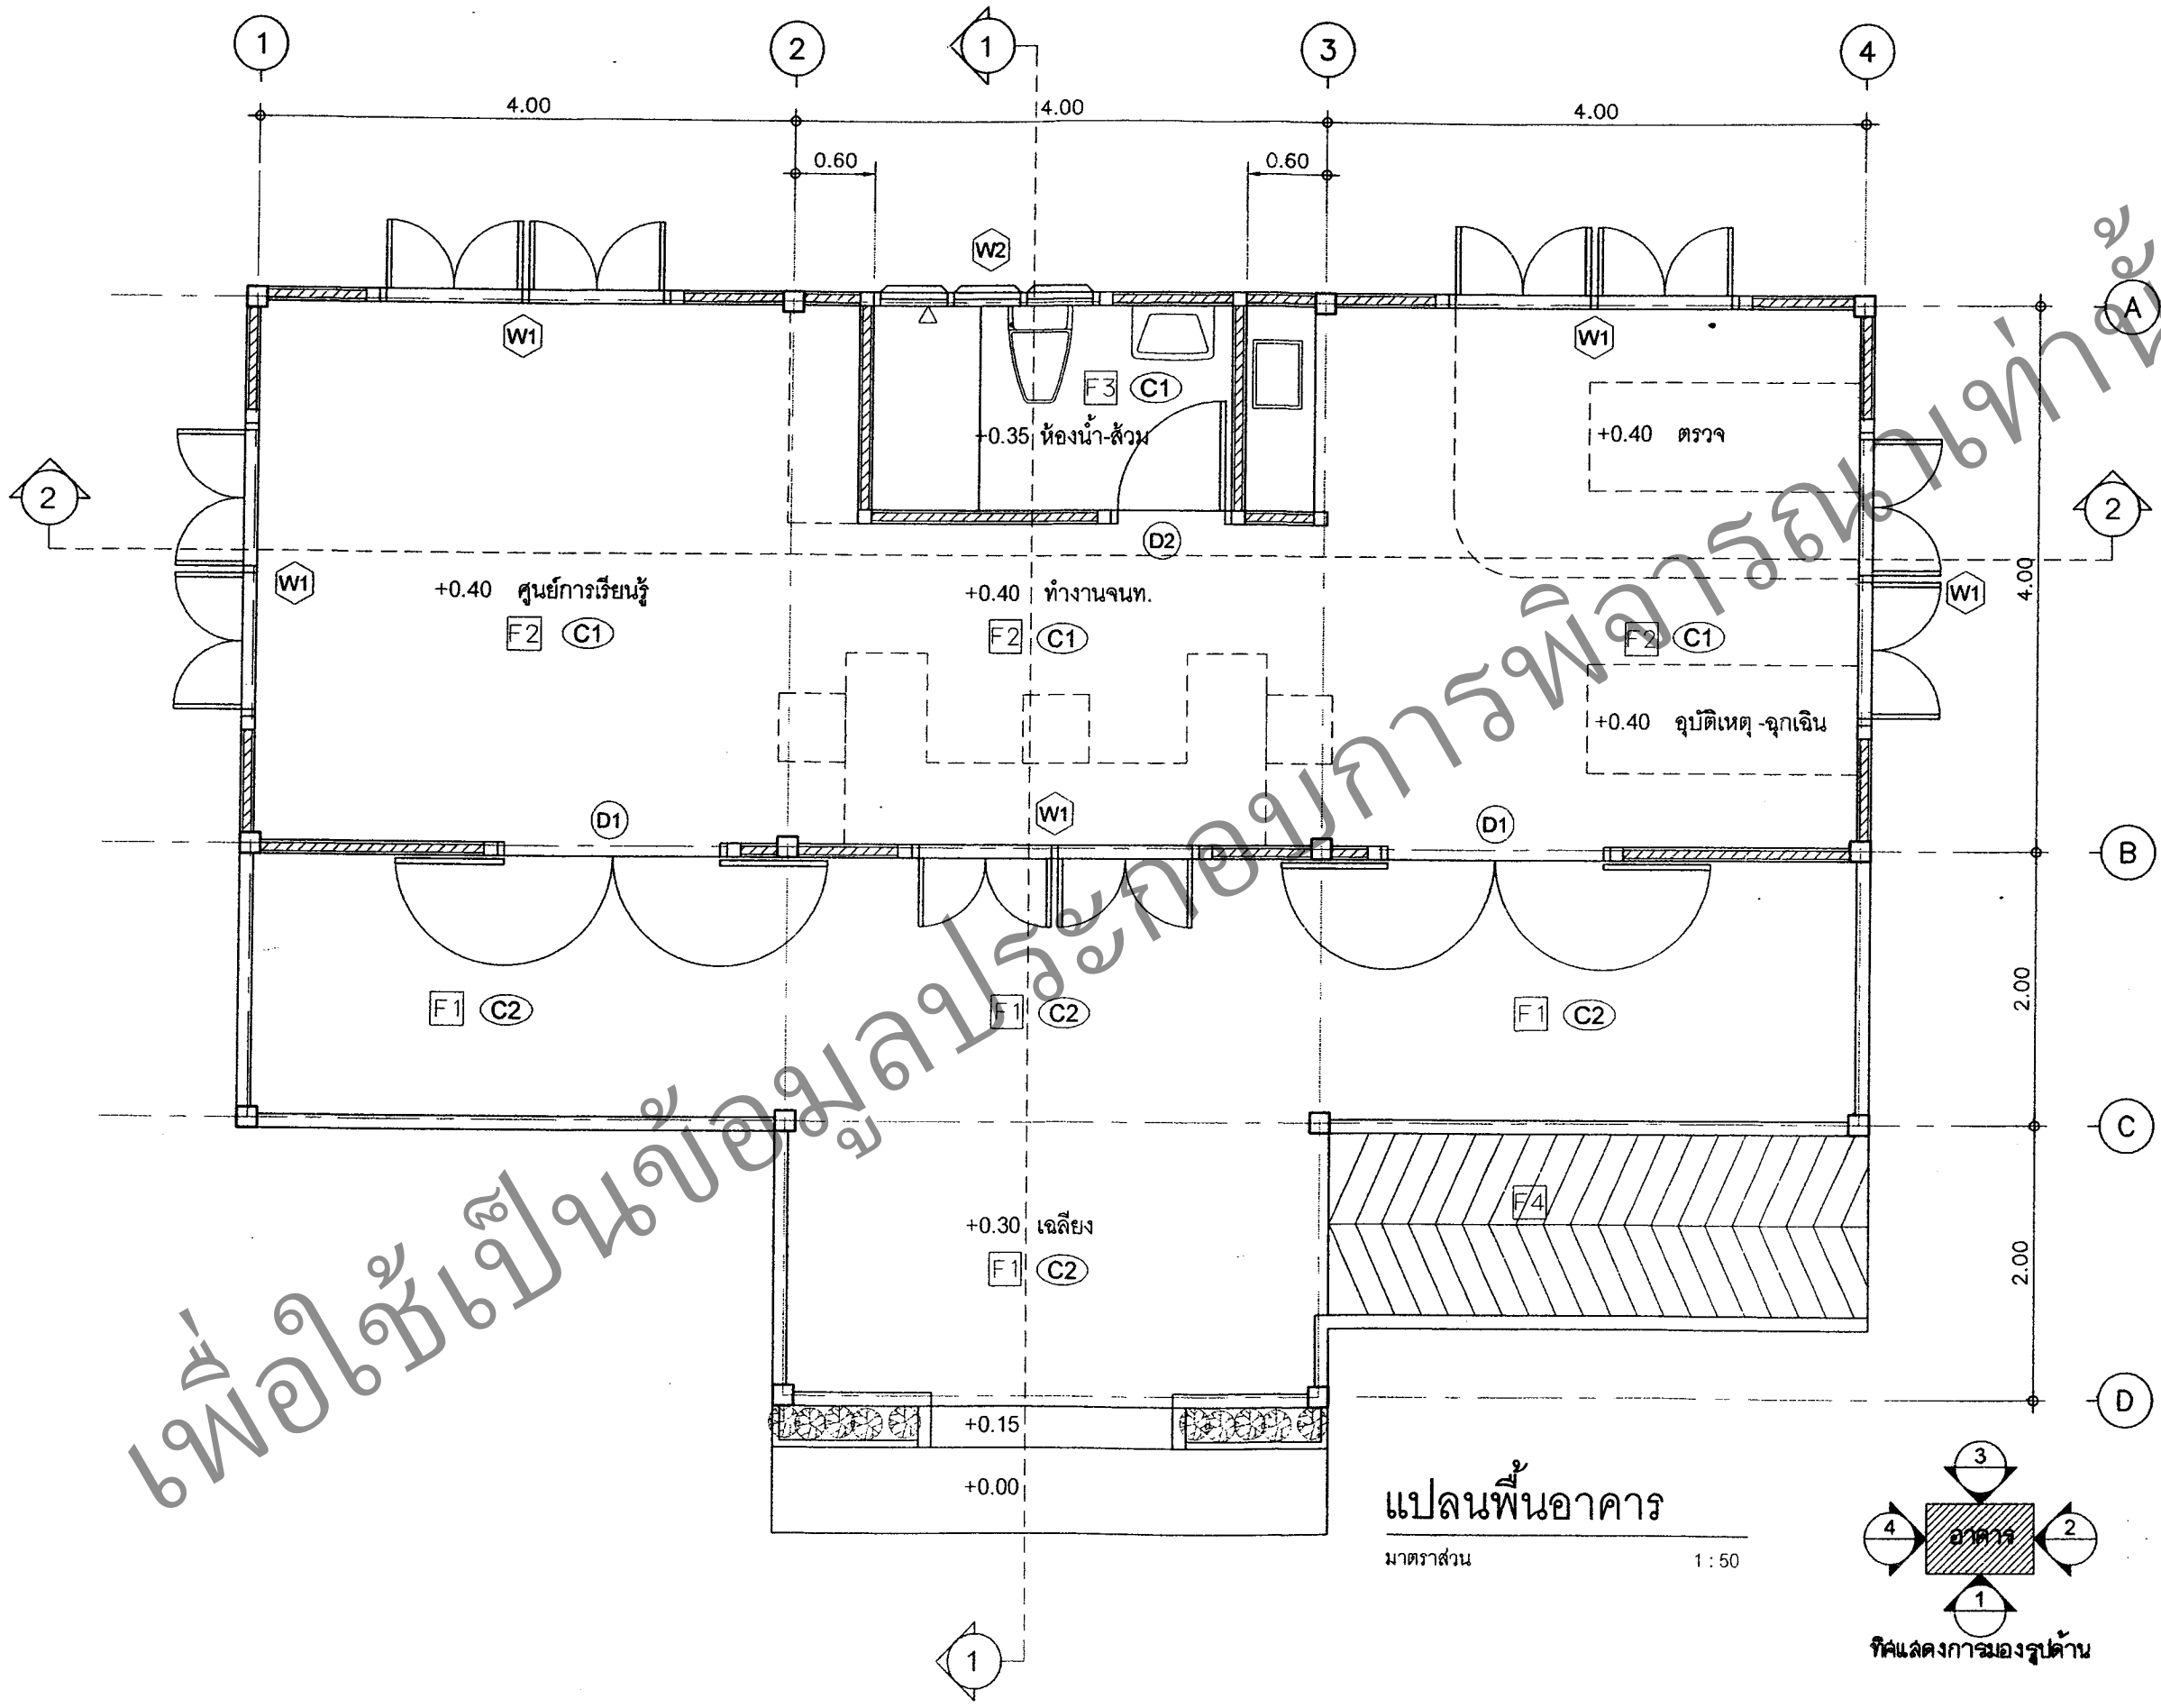 1 2 1 3 4
4.00 4.00 4.00
0.60 0.60
W2
A
W1 W1
F3 C1
+0.35 ห้องน้ำ-ส้วม
+0.40 ตรวจ
2 2
D2
W1 W1
4.00
+0.40 ศูนย์การเรียนรู้
F2 C1
+0.40 ทำงานจนท.
F2 C1
F2 C1
+0.40 อุบัติเหตุ -ฉุกเฉิน
D1 W1 D1
B
2.00
F1 C2
F1 C2
F1 C2
C
F4
+0.30 เฉลียง
F1 C2
2.00
D
+0.15
+0.00
เพื่อใช้เป็นข้อมูลประกอบการพิจารณาเท่านั้
แปลนพื้นอาคาร
มาตราส่วน 1 : 50
3
4 อาคาร 2
1
ทิศแสดงการมองรูปด้าน
1